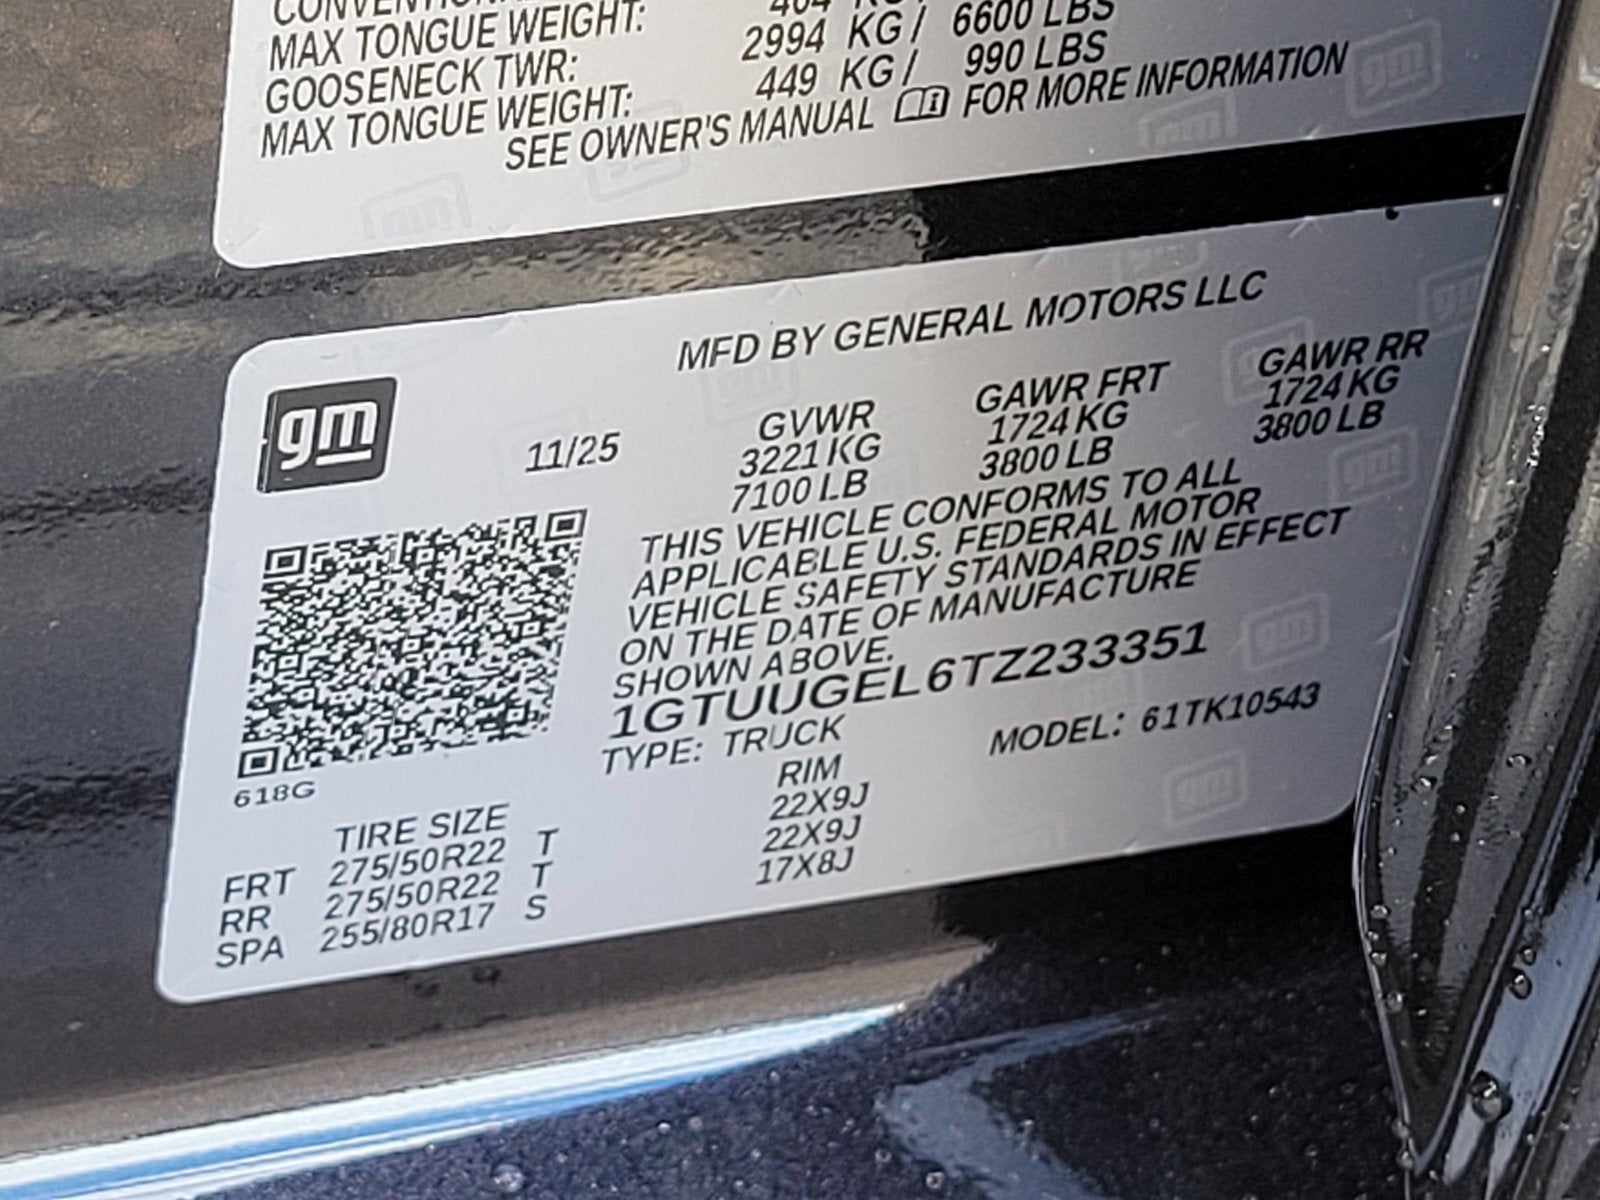 CONVENTIONAL
MAX TONGUE WEIGHT: 2994 KG / 6600 LBS
GOOSENECK TWR: 449 KG / 990 LBS
MAX TONGUE WEIGHT:
SEE OWNER'S MANUAL FOR MORE INFORMATION
MFD BY GENERAL MOTORS LLC
gm
11/25
GVWR GAWR FRT GAWR RR
3221 KG 1724 KG 1724 KG
7100 LB 3800 LB 3800 LB
THIS VEHICLE CONFORMS TO ALL
APPLICABLE U.S. FEDERAL MOTOR
VEHICLE SAFETY STANDARDS IN EFFECT
ON THE DATE OF MANUFACTURE
SHOWN ABOVE.
1GTUUGEL6TZ233351
TYPE: TRUCK MODEL: 61TK10543
618G
TIRE SIZE RIM
FRT 275/50R22 T 22X9J
RR 275/50R22 T 22X9J
SPA 255/80R17 S 17X8J